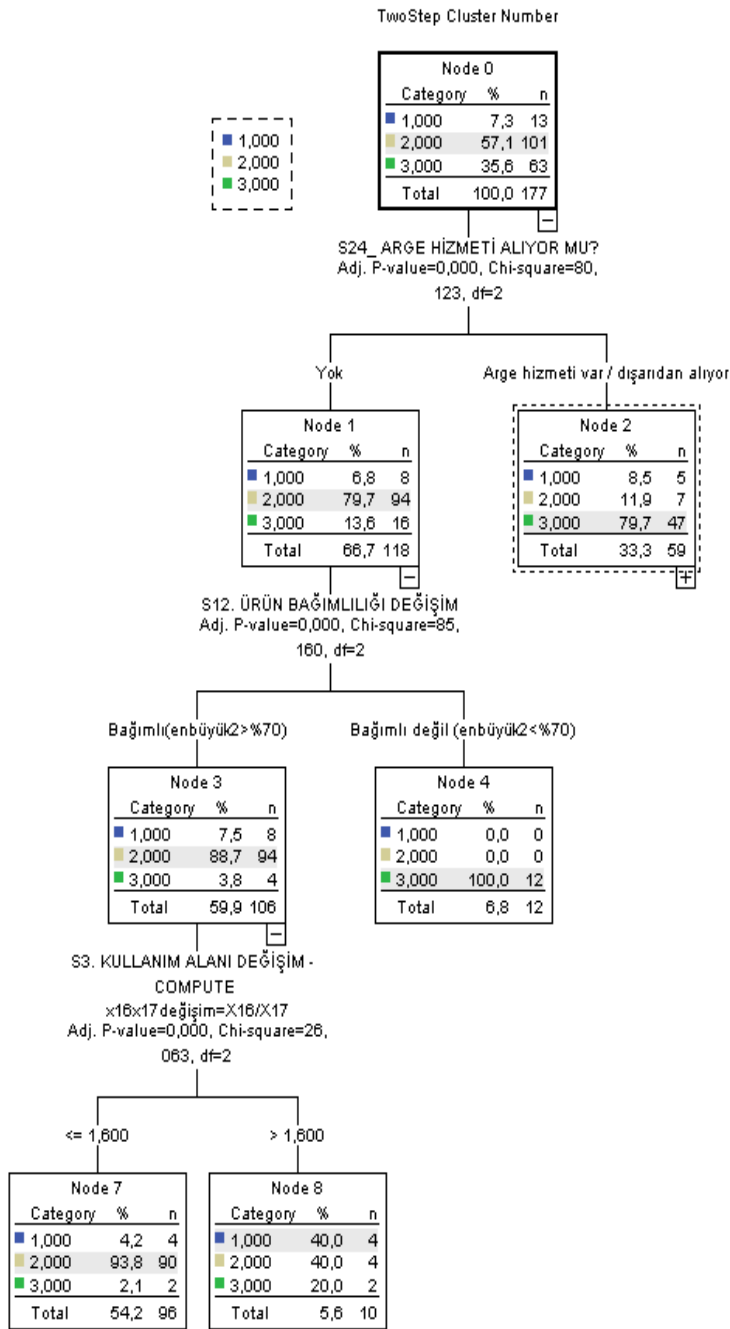 TwoStep Cluster Number
Node 0
Category % n
1,000 7,3 13
2,000 57,1 101
3,000 35,6 63
Total 100,0 177
1,000
2,000
3,000
S24_ ARGE HİZMETİ ALIYOR MU?
Adj. P-value=0,000, Chi-square=80,
123, df=2
Yok
Arge hizmeti var / dışarıdan alıyor
Node 1
Category % n
1,000 6,8 8
2,000 79,7 94
3,000 13,6 16
Total 66,7 118
Node 2
Category % n
1,000 8,5 5
2,000 11,9 7
3,000 79,7 47
Total 33,3 59
S12. ÜRÜN BAĞIMLILIĞI DEĞİŞİM
Adj. P-value=0,000, Chi-square=85,
160, df=2
Bağımlı(enbüyük2>%70)
Bağımlı değil (enbüyük2<%70)
Node 3
Category % n
1,000 7,5 8
2,000 88,7 94
3,000 3,8 4
Total 59,9 106
Node 4
Category % n
1,000 0,0 0
2,000 0,0 0
3,000 100,0 12
Total 6,8 12
S3. KULLANIM ALANI DEĞİŞİM -
COMPUTE
x16x17değişim=X16/X17
Adj. P-value=0,000, Chi-square=26,
063, df=2
<= 1,600
> 1,600
Node 7
Category % n
1,000 4,2 4
2,000 93,8 90
3,000 2,1 2
Total 54,2 96
Node 8
Category % n
1,000 40,0 4
2,000 40,0 4
3,000 20,0 2
Total 5,6 10